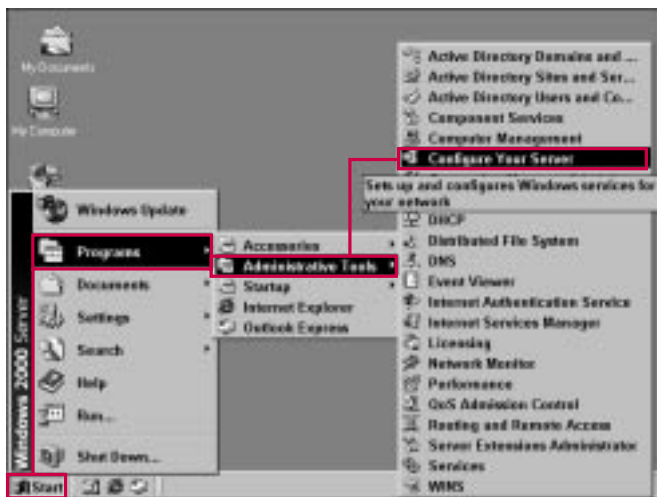 My Documents
My Computer
Windows 2000 Server
Windows Update
Programs
Documents
Settings
Search
Help
Run...
Shut Down...
Start
Accessories
Administrative Tools
Startup
Internet Explorer
Outlook Express
Active Directory Domains and ...
Active Directory Sites and Ser...
Active Directory Users and Co...
Component Services
Computer Management
Configure Your Server
Sets up and configures Windows services for
your network
DHCP
Distributed File System
DNS
Event Viewer
Internet Authentication Service
Internet Services Manager
Licensing
Network Monitor
Performance
QoS Admission Control
Routing and Remote Access
Server Extensions Administrator
Services
WINS